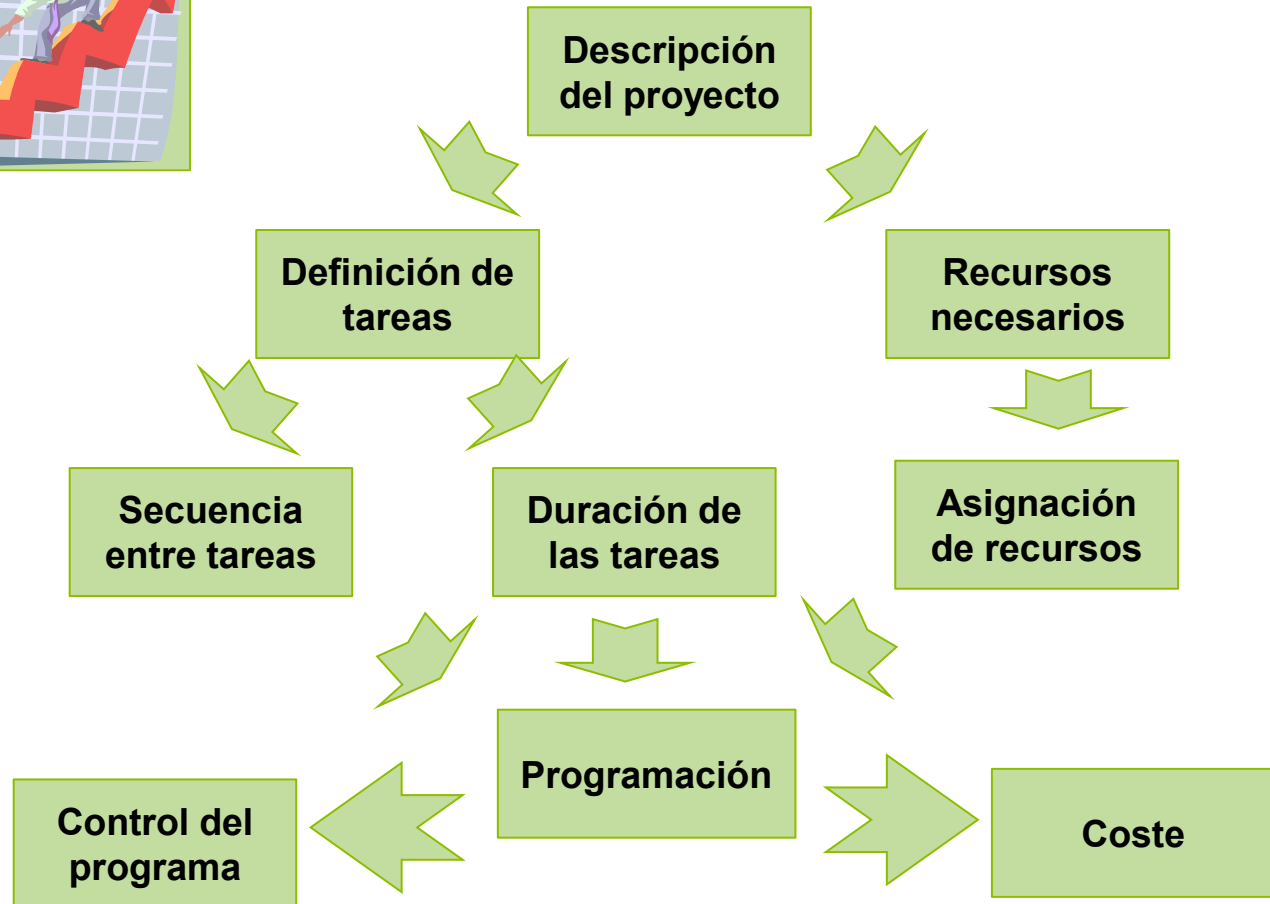 Descripción
del proyecto
Definición de
tareas
Recursos
necesarios
Secuencia
entre tareas
Duración de
las tareas
Asignación
de recursos
Programación
Control del
programa
Coste